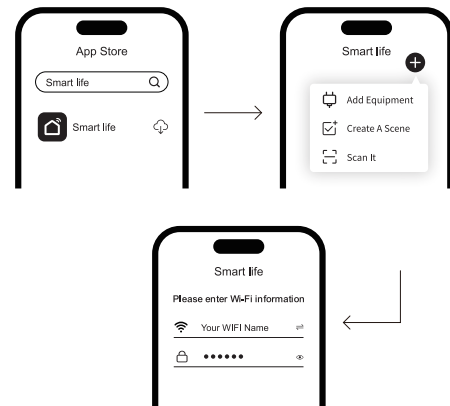 App Store
Smart life
Smart life
Smart life
Add Equipment
Create A Scene
Scan It
Smart life
Please enter Wi-Fi information
Your WIFI Name
••••••